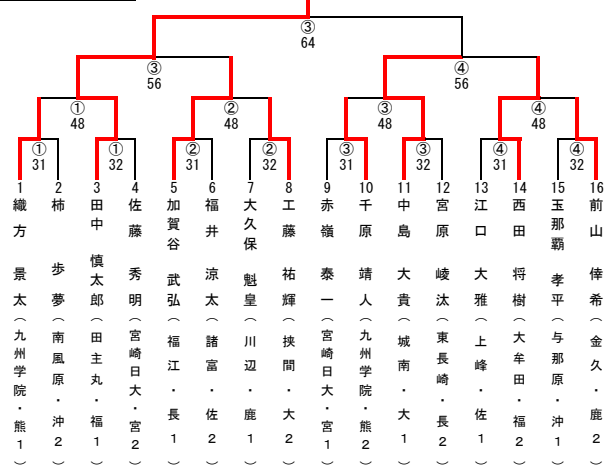 ③
64
③
56
④
56
①
48
②
48
③
48
④
48
①
31
①
32
②
31
②
32
③
31
③
32
④
31
④
32
1 織方 景太（九州学院・熊1）
2 柿 歩夢（南風原・沖2）
3 田中 慎太郎（田主丸・福1）
4 佐藤 秀明（宮崎日大・宮2）
5 加賀谷 武弘（福江・長1）
6 福井 涼太（諸富・佐2）
7 大久保 魁皇（川辺・鹿1）
8 工藤 祐輝（挾間・大2）
9 赤嶺 泰一（宮崎日大・宮1）
10 千原 靖人（九州学院・熊2）
11 中島 大貴（城南・大1）
12 宮原 崚汰（東長崎・長2）
13 江口 大雅（上峰・佐1）
14 西田 将樹（大牟田・福2）
15 玉那覇 孝平（与那原・沖1）
16 前山 倖希（金久・鹿2）